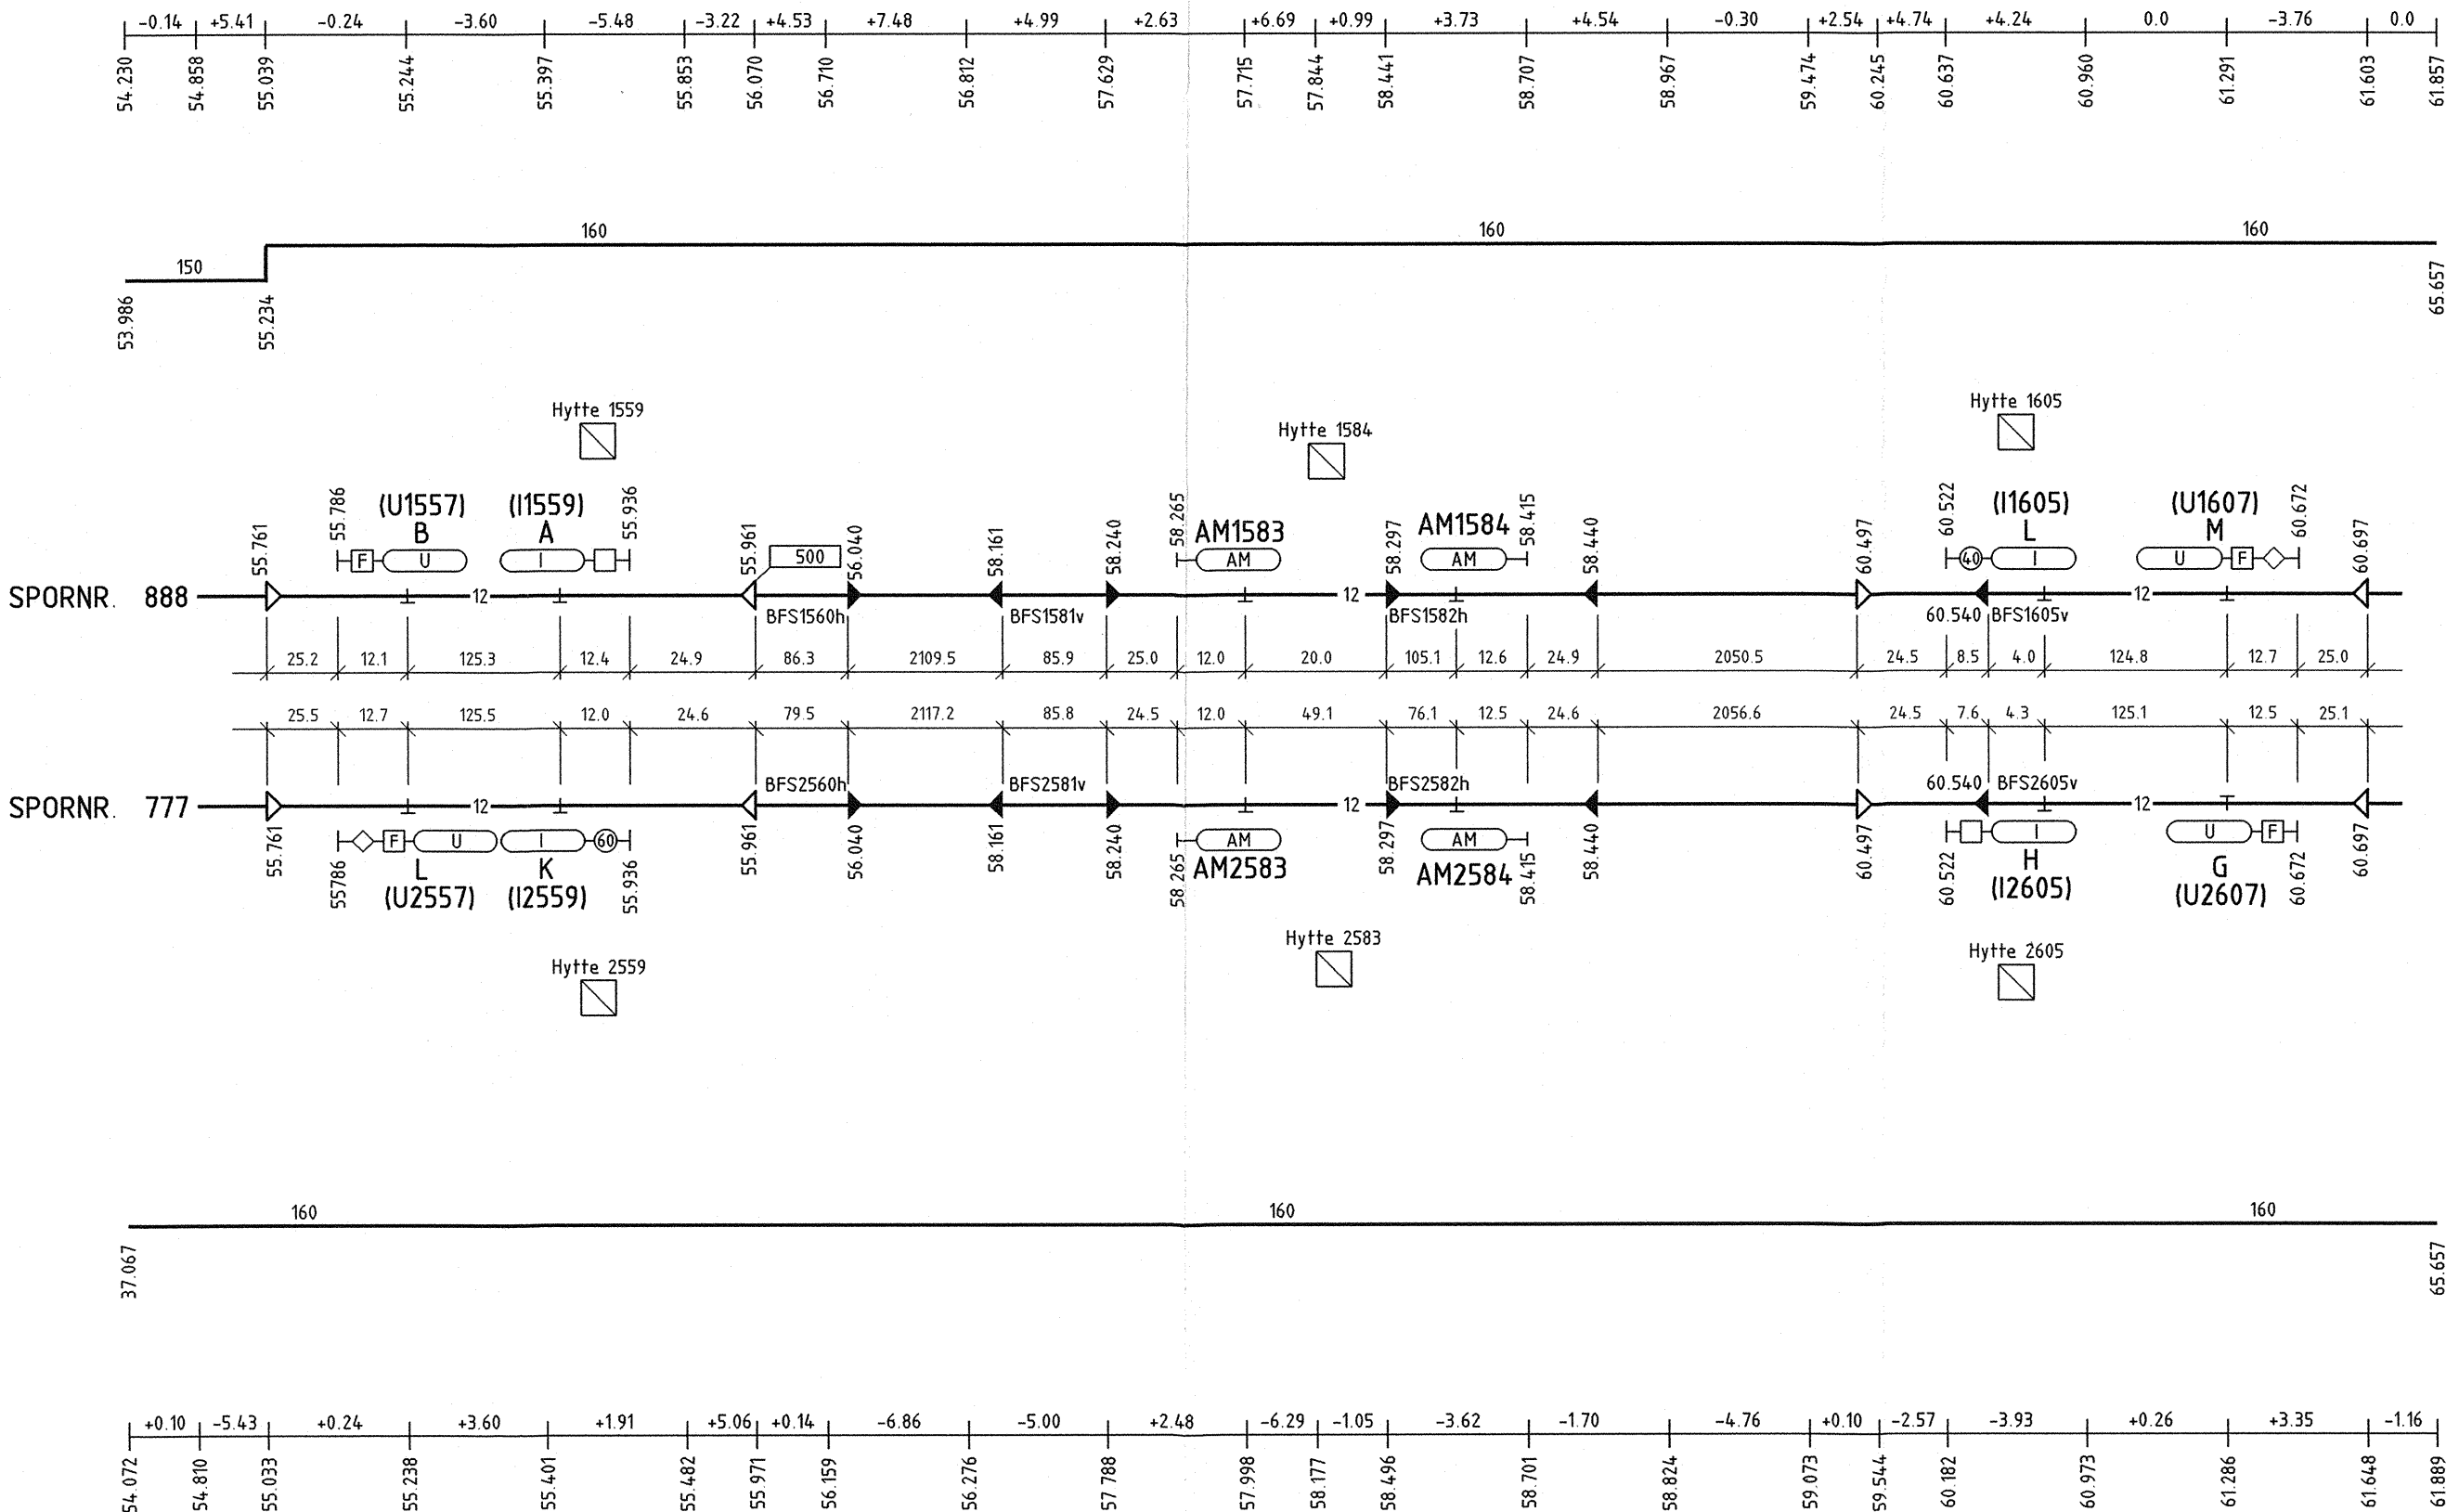 -0.14 +5.41 -0.24 -3.60 -5.48 -3.22 +4.53 +7.48 +4.99 +2.63 +6.69 +0.99 +3.73 +4.54 -0.30 +2.54 +4.74 +4.24 0.0 -3.76 0.0
54.230 54.858 55.039 55.244 55.397 55.853 56.070 56.710 56.812 57.629 57.715 57.844 58.441 58.707 58.967 59.474 60.245 60.637 60.960 61.291 61.603 61.857
160 160 160
150
53.986 55.234 65.657
Hytte 1559 Hytte 1584 Hytte 1605
(U1557) (I1559) AM1583 AM1584 (I1605) (U1607)
B A L M
55.761 55.786 55.936 55.961 56.040 58.161 58.240 58.265 58.297 58.415 58.440 60.497 60.522 60.672 60.697
F U I 500 AM AM 40 I U F
SPORNR. 888 12 12 12
BFS1560h BFS1581v BFS1582h 60.540 BFS1605v
25.2 12.1 125.3 12.4 24.9 86.3 2109.5 85.9 25.0 12.0 20.0 105.1 12.6 24.9 2050.5 24.5 8.5 4.0 124.8 12.7 25.0
25.5 12.7 125.5 12.0 24.6 79.5 2117.2 85.8 24.5 12.0 49.1 76.1 12.5 24.6 2056.6 24.5 7.6 4.3 125.1 12.5 25.1
BFS2560h BFS2581v BFS2582h 60.540 BFS2605v
SPORNR. 777 12 12 12
F U I 60 AM AM I U F
55.761 55786 55.936 55.961 56.040 58.161 58.240 58.265 58.297 58.415 58.440 60.497 60.522 60.672 60.697
L K AM2583 AM2584 H G
(U2557) (I2559) (I2605) (U2607)
Hytte 2559 Hytte 2583 Hytte 2605
160 160 160
37.067 65.657
+0.10 -5.43 +0.24 +3.60 +1.91 +5.06 +0.14 -6.86 -5.00 +2.48 -6.29 -1.05 -3.62 -1.70 -4.76 +0.10 -2.57 -3.93 +0.26 +3.35 -1.16
54.072 54.810 55.033 55.238 55.401 55.482 55.971 56.159 56.276 57.788 57.998 58.177 58.496 58.701 58.824 59.073 59.544 60.182 60.973 61.286 61.648 61.889